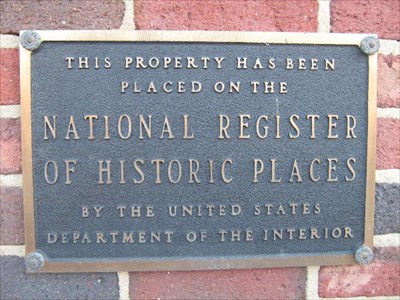 THIS PROPERTY HAS BEEN
PLACED ON THE
NATIONAL REGISTER
OF HISTORIC PLACES
BY THE UNITED STATES
DEPARTMENT OF THE INTERIOR